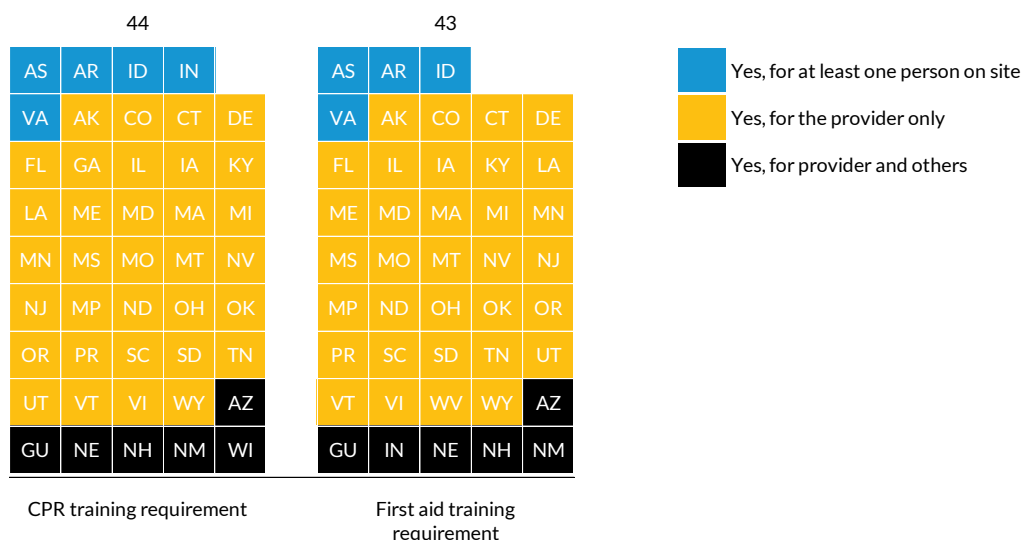 44 43
AS AR ID IN AS AR ID Yes, for at least one person on site
VA AK CO CT DE VA AK CO CT DE Yes, for the provider only
FL GA IL IA KY FL IL IA KY LA Yes, for provider and others
LA ME MD MA MI ME MD MA MI MN
MN MS MO MT NV MS MO MT NV NJ
NJ MP ND OH OK MP ND OH OK OR
OR PR SC SD TN PR SC SD TN UT
UT VT VI WY AZ VT VI WV WY AZ
GU NE NH NM WI GU IN NE NH NM
CPR training requirement First aid training
requirement